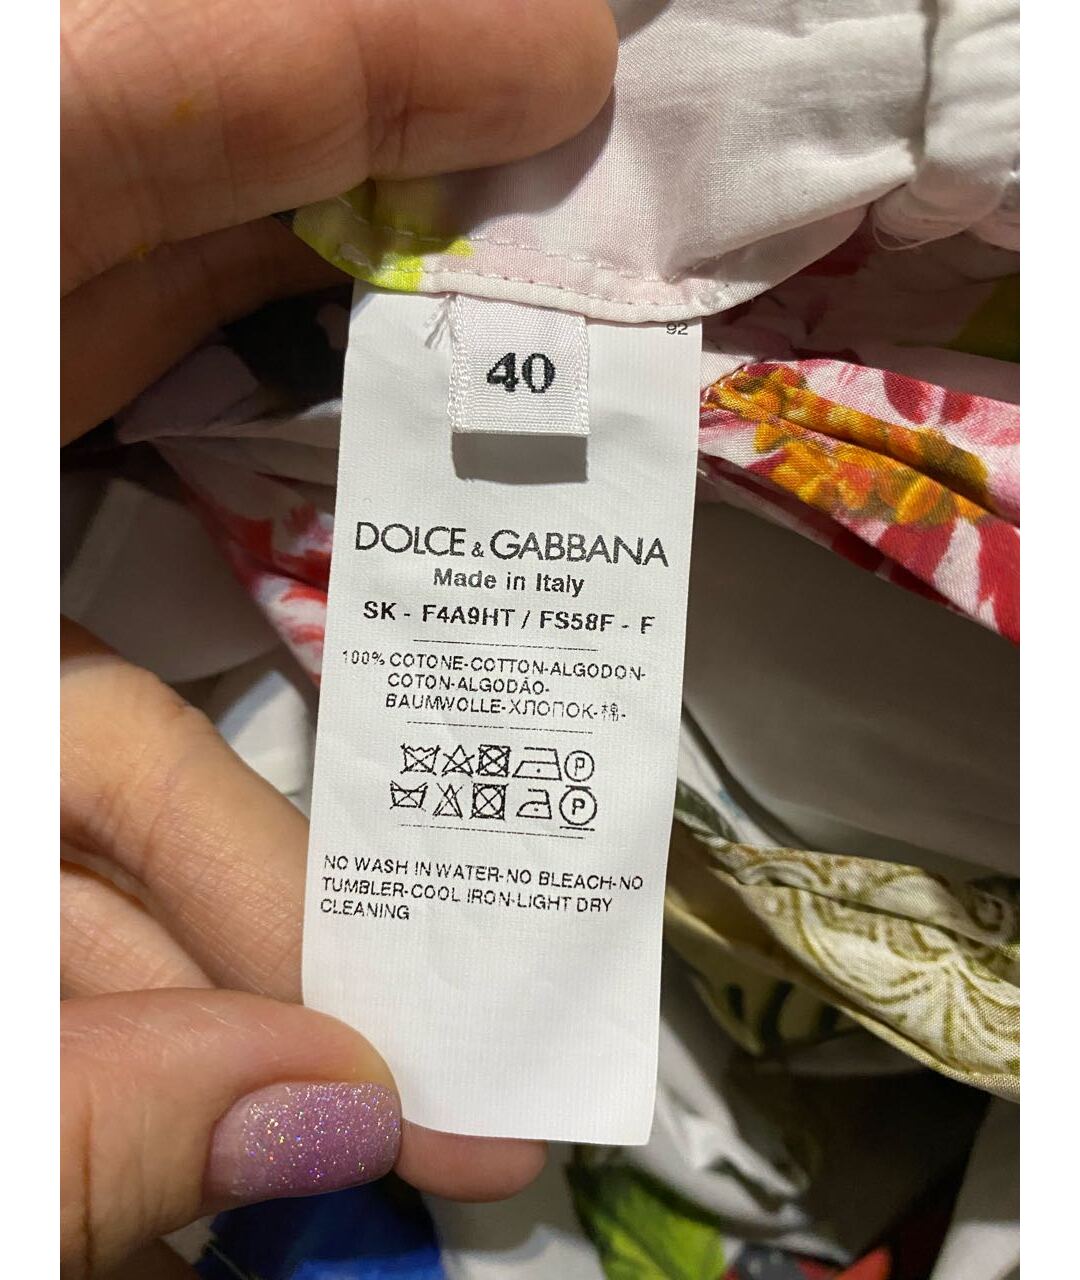 92
40
DOLCE & GABBANA
Made in Italy
SK - F4A9HT / FS58F - F
100% COTONE-COTTON-ALGODON-
COTON-ALGODÃO-
BAUMWOLLE-ХЛОПОК-棉-
P
P
NO WASH IN WATER-NO BLEACH-NO
TUMBLER-COOL IRON-LIGHT DRY
CLEANING